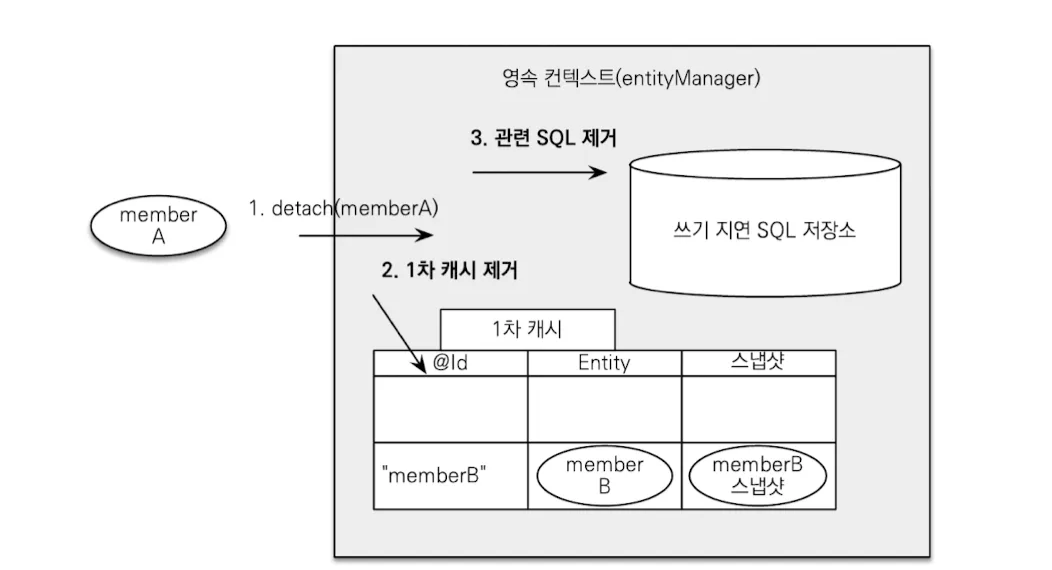 영속 컨텍스트(entityManager)
3. 관련 SQL 제거
쓰기 지연 SQL 저장소
member
A
1. detach(memberA)
2. 1차 캐시 제거
1차 캐시
@Id Entity 스냅샷
"memberB"
member
B
memberB
스냅샷